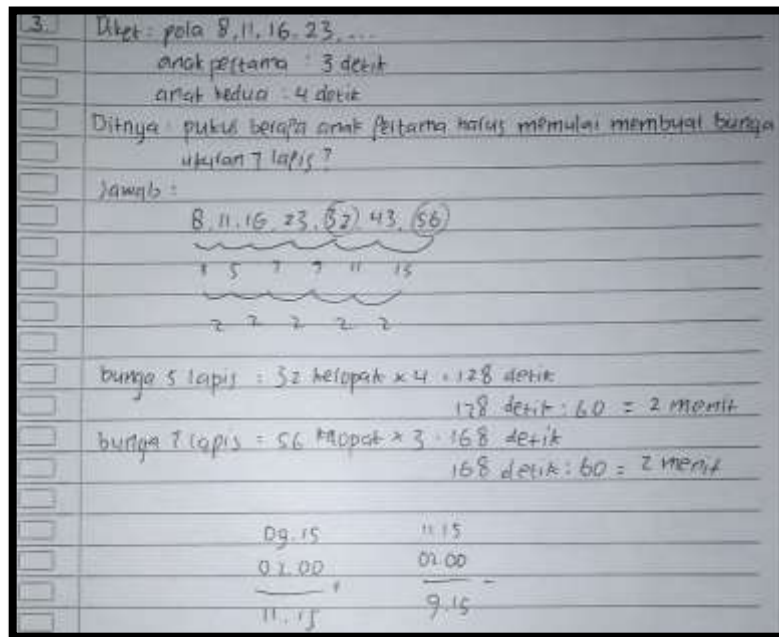 3. Diket : pola 8, 11, 16, 23, ...
anak pertama : 3 detik
anak kedua : 4 detik
Ditnya : pukul berapa anak pertama harus memulai membuat bunga
ukuran 7 lapis ?
Jawab :
8, 11, 16, 23, 32, 43, 56
3 5 7 9 11 13
2 2 2 2 2
bunga 5 lapis = 32 kelopak x 4 = 128 detik
128 detik : 60 = 2 menit
bunga 7 lapis = 56 klopak x 3 = 168 detik
168 detik : 60 = 2 menit
09.15 11.15
02.00 + 02.00 -
11.15 9.15